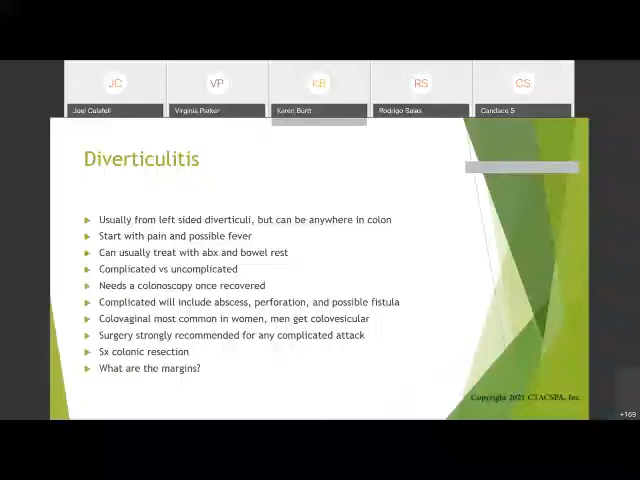 JC
VP
KB
RS
CS
Joel Calafell
Virginia Parker
Karen Burtt
Rodrigo Salas
Candace S
Diverticulitis
Usually from left sided diverticuli, but can be anywhere in colon
Start with pain and possible fever
Can usually treat with abx and bowel rest
Complicated vs uncomplicated
Needs a colonoscopy once recovered
Complicated will include abscess, perforation, and possible fistula
Colovaginal most common in women, men get colovesicular
Surgery strongly recommended for any complicated attack
Sx colonic resection
What are the margins?
Copyright 2021 CTACSPA, Inc
+169